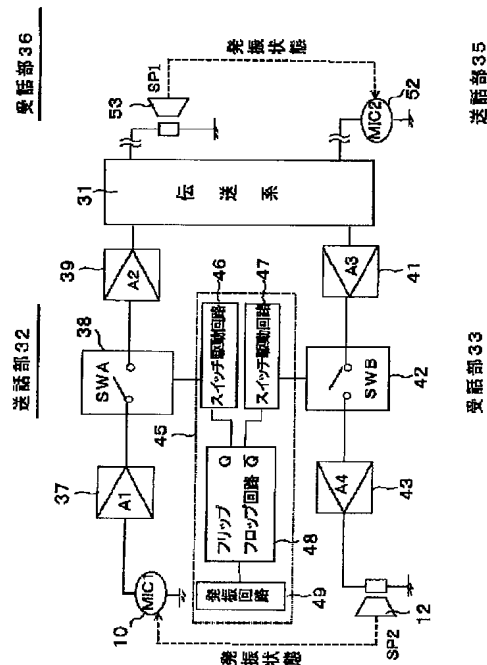 送話部32
受話部36
37
A1
38
SWA
39
A2
31
伝送系
53
SP1
10
MIC1
45
46
スイッチ駆動回路
47
スイッチ駆動回路
発振回路
49
フリップ
フロップ回路
Q
Q̄
48
発振状態
発振状態
SP2
12
A4
43
SWB
42
A3
41
MIC2
52
受話部33
送話部35